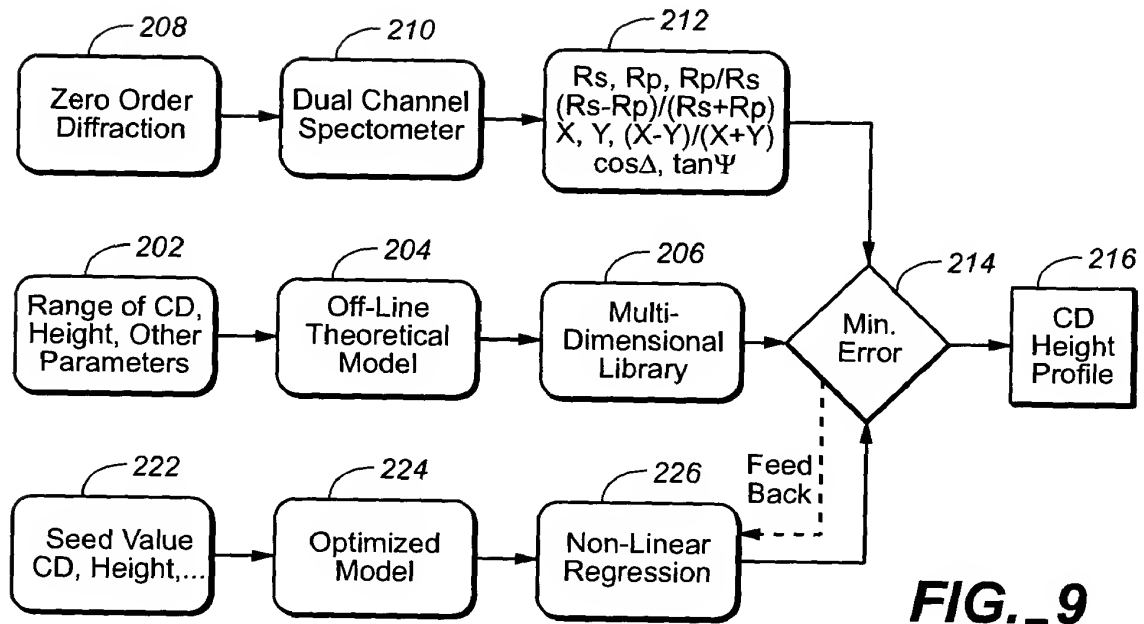 208
Zero Order
Diffraction
210
Dual Channel
Spectometer
212
Rs, Rp, Rp/Rs
(Rs-Rp)/(Rs+Rp)
X, Y, (X-Y)/(X+Y)
cosΔ, tanΨ
202
Range of CD,
Height, Other
Parameters
204
Off-Line
Theoretical
Model
206
Multi-
Dimensional
Library
214
Min.
Error
216
CD
Height
Profile
222
Seed Value
CD, Height,...
224
Optimized
Model
226
Non-Linear
Regression
Feed
Back
FIG._9